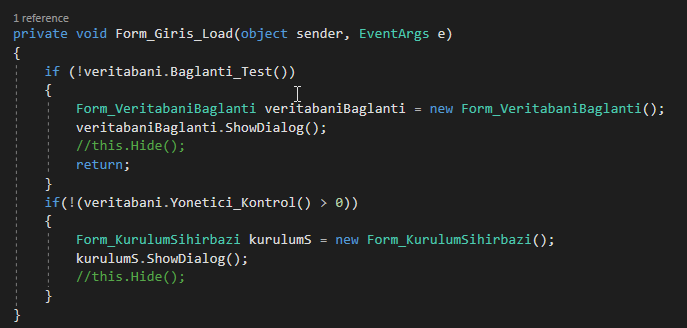 1 reference
private void Form_Giris_Load(object sender, EventArgs e)
{
    if (!veritabani.Baglanti_Test())
    {
        Form_VeritabaniBaglanti veritabaniBaglanti = new Form_VeritabaniBaglanti();
        veritabaniBaglanti.ShowDialog();
        //this.Hide();
        return;
    }
    if(!(veritabani.Yonetici_Kontrol() > 0))
    {
        Form_KurulumSihirbazi kurulumS = new Form_KurulumSihirbazi();
        kurulumS.ShowDialog();
        //this.Hide();
    }
}